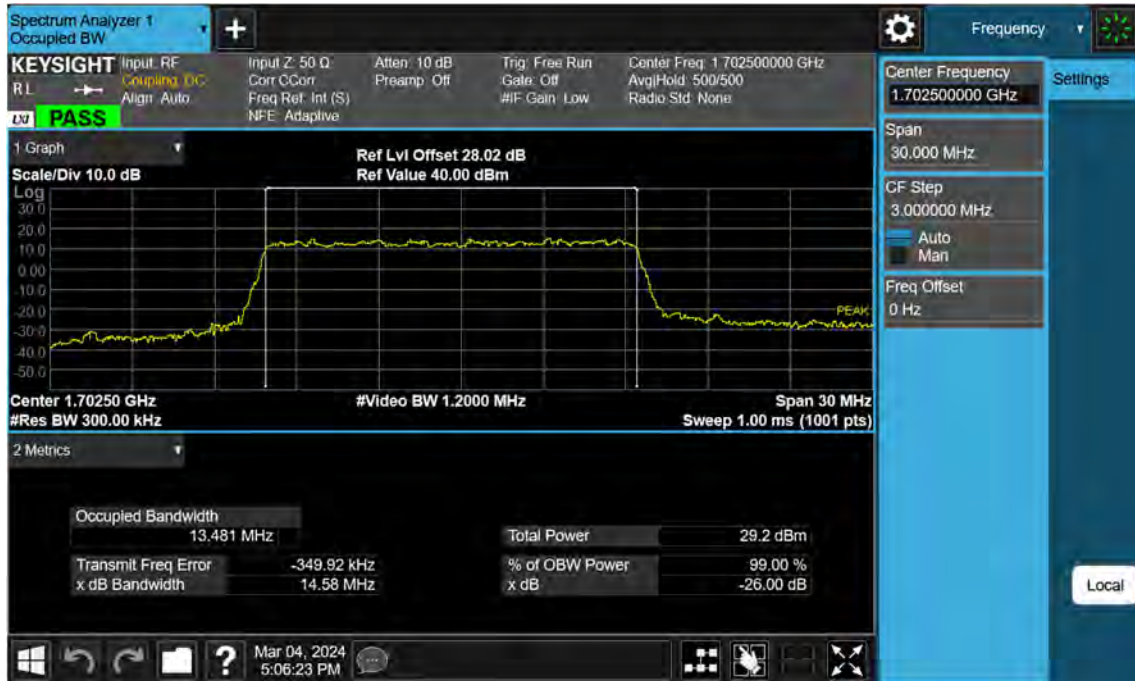 Spectrum Analyzer 1
Occupied BW
+
Frequency
KEYSIGHT
RL
LXI PASS
Input: RF
Coupling: DC
Align: Auto
Input Z: 50 Ω
Corr CCorr
Freq Ref: Int (S)
NFE: Adaptive
Atten: 10 dB
Preamp: Off
Trig: Free Run
Gate: Off
#IF Gain: Low
Center Freq: 1.702500000 GHz
Avg|Hold: 500/500
Radio Std: None
1 Graph
Scale/Div 10.0 dB
Ref Lvl Offset 28.02 dB
Ref Value 40.00 dBm
Log
30.0
20.0
10.0
0.00
-10.0
-20.0
-30.0
-40.0
-50.0
PEAK
Center 1.70250 GHz
#Video BW 1.2000 MHz
Span 30 MHz
#Res BW 300.00 kHz
Sweep 1.00 ms (1001 pts)
2 Metrics
Occupied Bandwidth
13.481 MHz
Total Power 29.2 dBm
Transmit Freq Error -349.92 kHz
% of OBW Power 99.00 %
x dB Bandwidth 14.58 MHz
x dB -26.00 dB
Center Frequency
1.702500000 GHz
Settings
Span
30.000 MHz
CF Step
3.000000 MHz
Auto
Man
Freq Offset
0 Hz
Local
?
Mar 04, 2024
5:06:23 PM